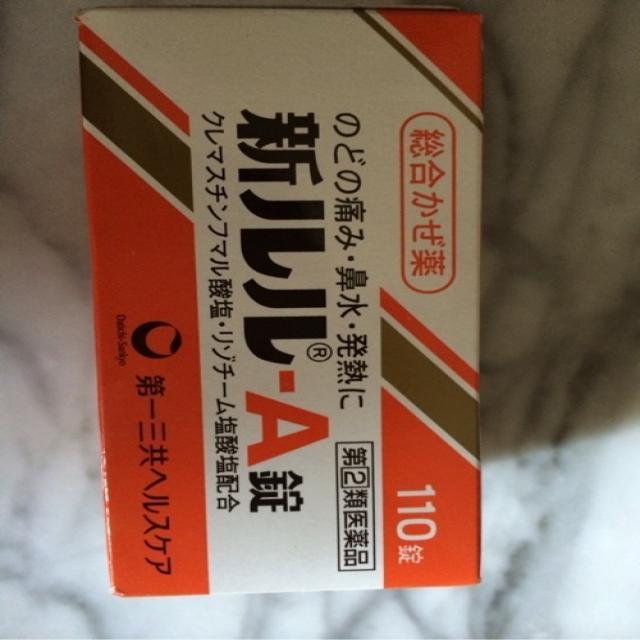 総合かぜ薬
のどの痛み・鼻水・発熱に
新ルル®-A錠
クレマスチンフマル酸塩・リゾチーム塩酸塩配合
第②類医薬品
110錠
Daiichi-Sankyo
第一三共ヘルスケア